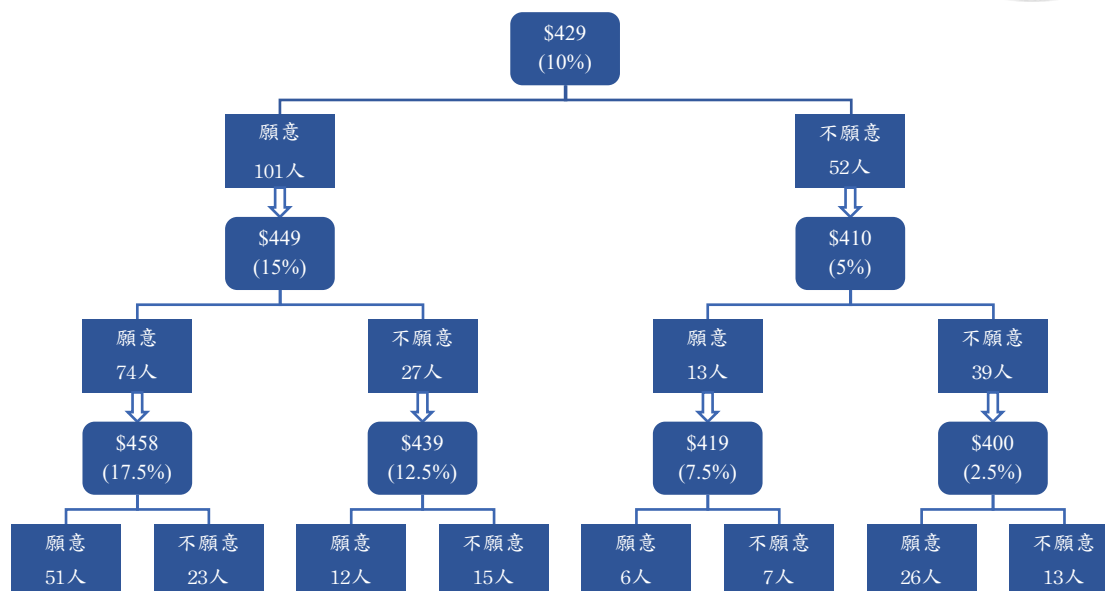 $429
(10%)
願意
101人
不願意
52人
$449
(15%)
$410
(5%)
願意
74人
不願意
27人
願意
13人
不願意
39人
$458
(17.5%)
$439
(12.5%)
$419
(7.5%)
$400
(2.5%)
願意
51人
不願意
23人
願意
12人
不願意
15人
願意
6人
不願意
7人
願意
26人
不願意
13人